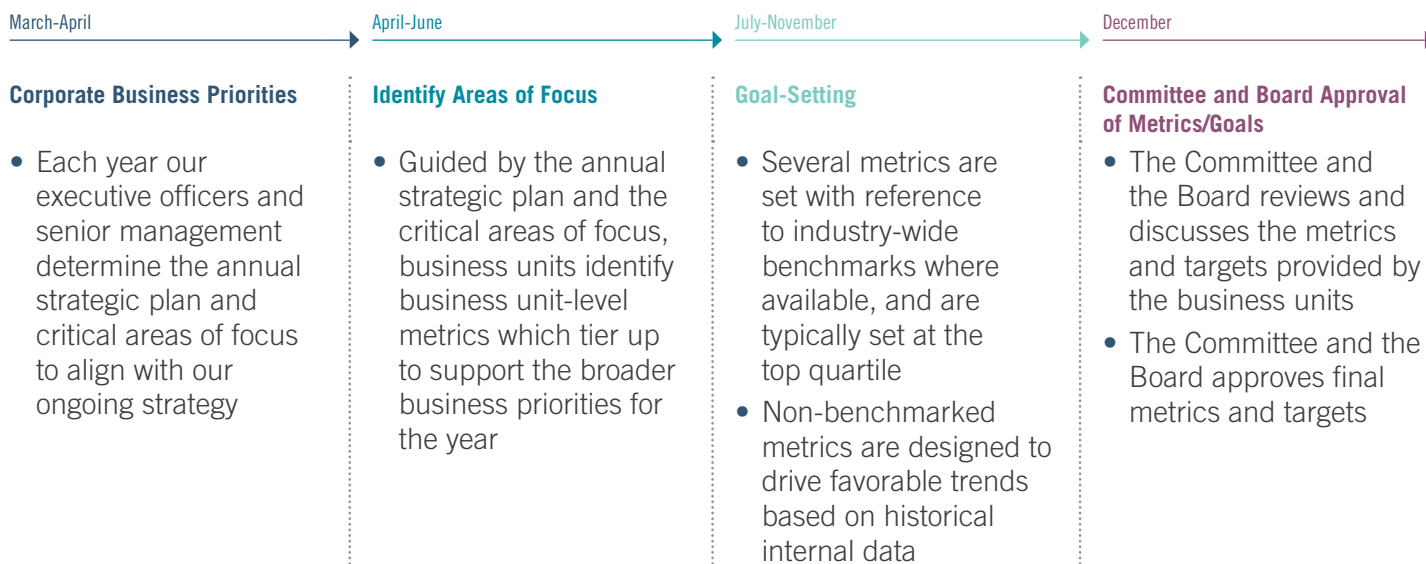 March-April
Corporate Business Priorities
• Each year our
executive officers and
senior management
determine the annual
strategic plan and
critical areas of focus
to align with our
ongoing strategy
April-June
Identify Areas of Focus
• Guided by the annual
strategic plan and the
critical areas of focus,
business units identify
business unit-level
metrics which tier up
to support the broader
business priorities for
the year
July-November
Goal-Setting
• Several metrics are
set with reference
to industry-wide
benchmarks where
available, and are
typically set at the
top quartile
• Non-benchmarked
metrics are designed to
drive favorable trends
based on historical
internal data
December
Committee and Board Approval
of Metrics/Goals
• The Committee and
the Board reviews and
discusses the metrics
and targets provided by
the business units
• The Committee and the
Board approves final
metrics and targets